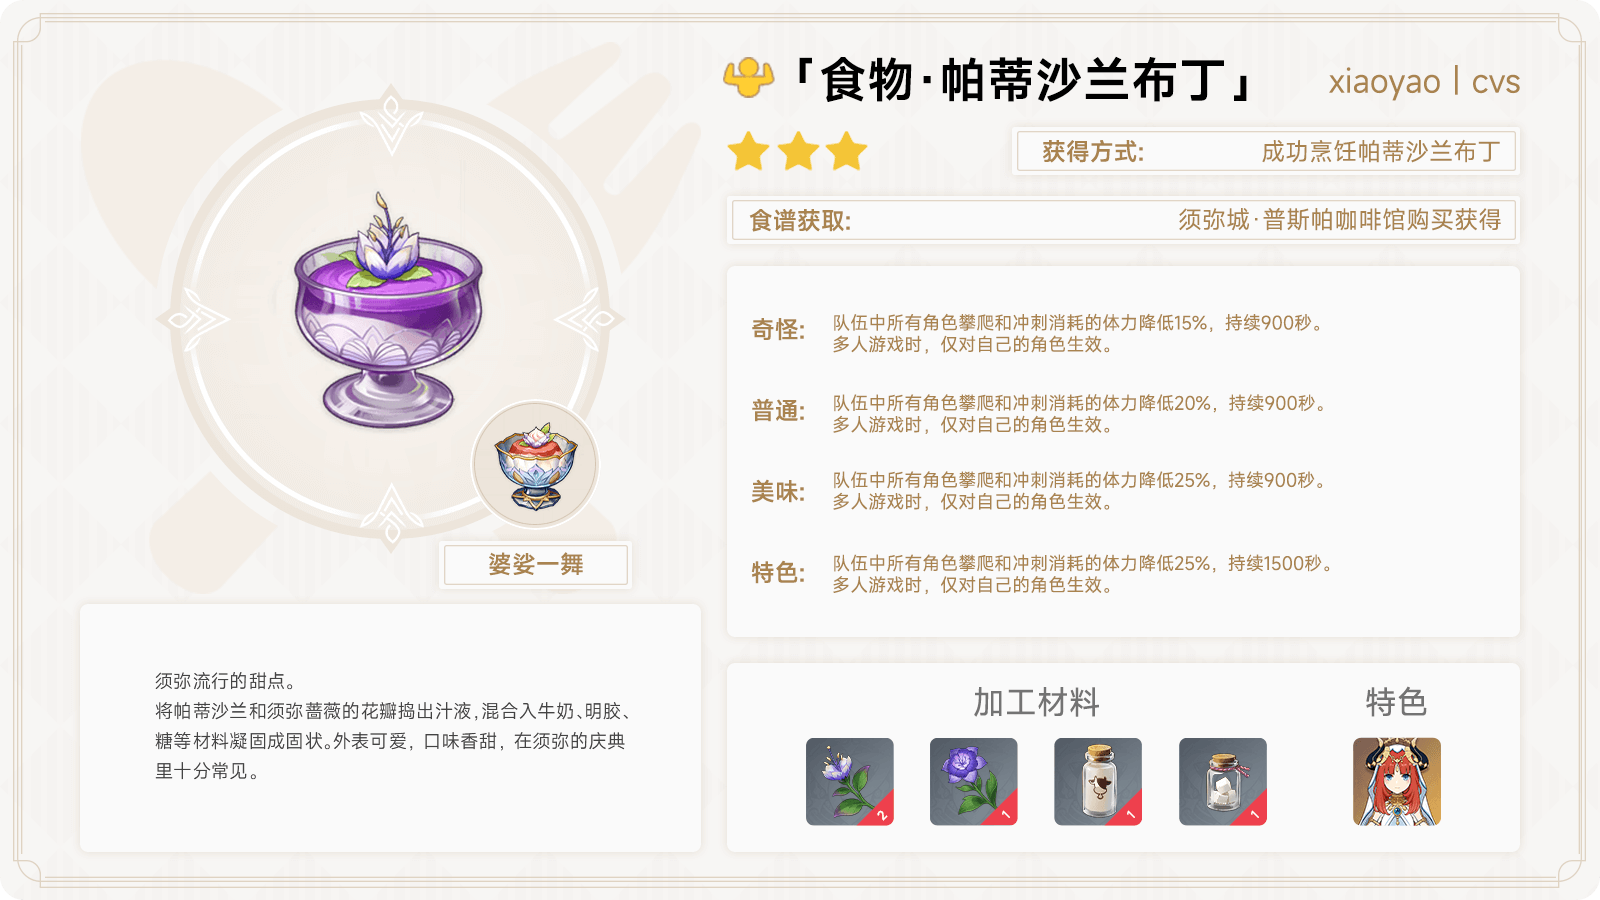 「食物·帕蒂沙兰布丁」
xiaoyao | cvs
获得方式: 成功烹饪帕蒂沙兰布丁
食谱获取: 须弥城·普斯帕咖啡馆购买获得
奇怪: 队伍中所有角色攀爬和冲刺消耗的体力降低15%，持续900秒。
多人游戏时，仅对自己的角色生效。
普通: 队伍中所有角色攀爬和冲刺消耗的体力降低20%，持续900秒。
多人游戏时，仅对自己的角色生效。
美味: 队伍中所有角色攀爬和冲刺消耗的体力降低25%，持续900秒。
多人游戏时，仅对自己的角色生效。
特色: 队伍中所有角色攀爬和冲刺消耗的体力降低25%，持续1500秒。
多人游戏时，仅对自己的角色生效。
婆娑一舞
须弥流行的甜点。
将帕蒂沙兰和须弥蔷薇的花瓣捣出汁液,混合入牛奶、明胶、
糖等材料凝固成固状。外表可爱，口味香甜，在须弥的庆典
里十分常见。
加工材料 特色
2 1 1 1